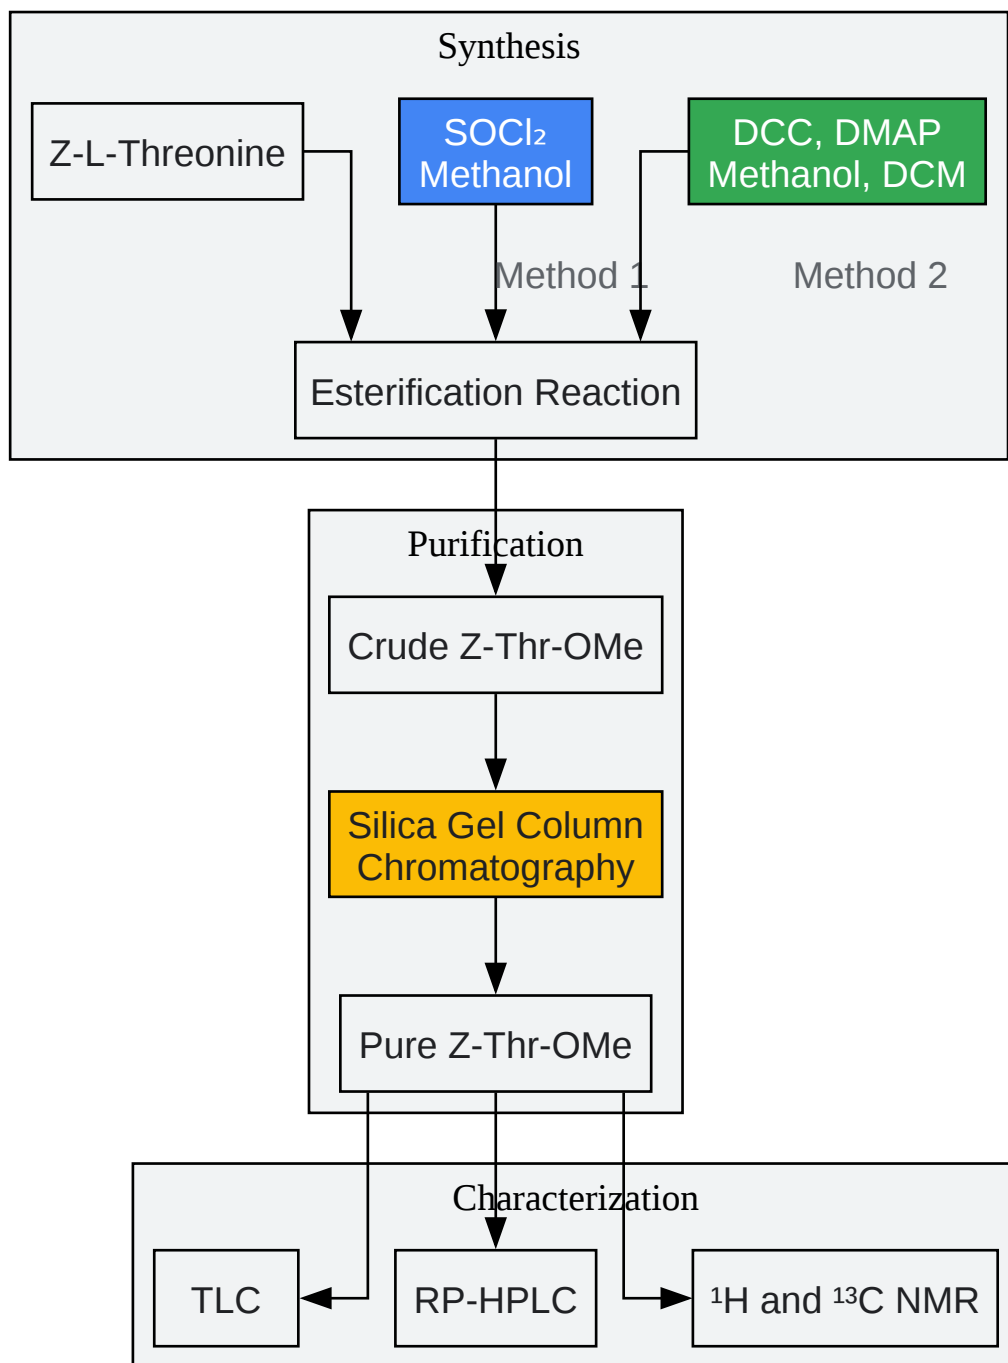 Synthesis
Z-L-Threonine
SOCl₂
Methanol
DCC, DMAP
Methanol, DCM
Method 1
Method 2
Esterification Reaction
Purification
Crude Z-Thr-OMe
Silica Gel Column
Chromatography
Pure Z-Thr-OMe
Characterization
TLC
RP-HPLC
¹H and ¹³C NMR